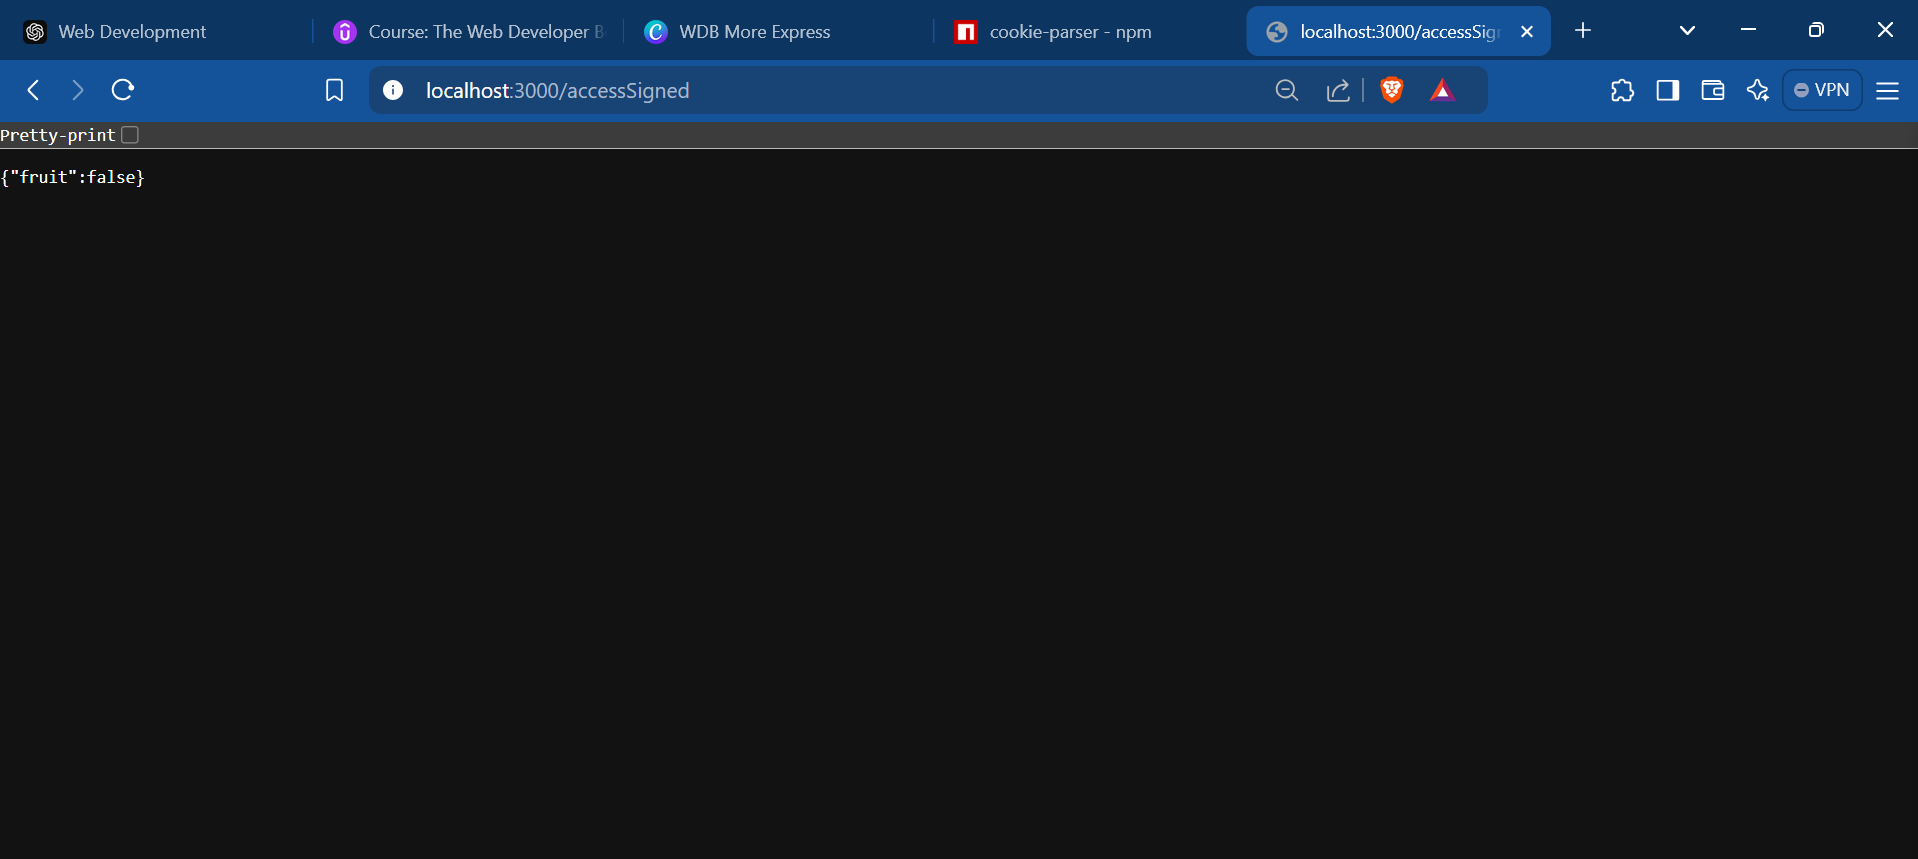 Web Development
Course: The Web Developer B
WDB More Express
cookie-parser - npm
localhost:3000/accessSig
localhost:3000/accessSigned
VPN
Pretty-print
{"fruit":false}